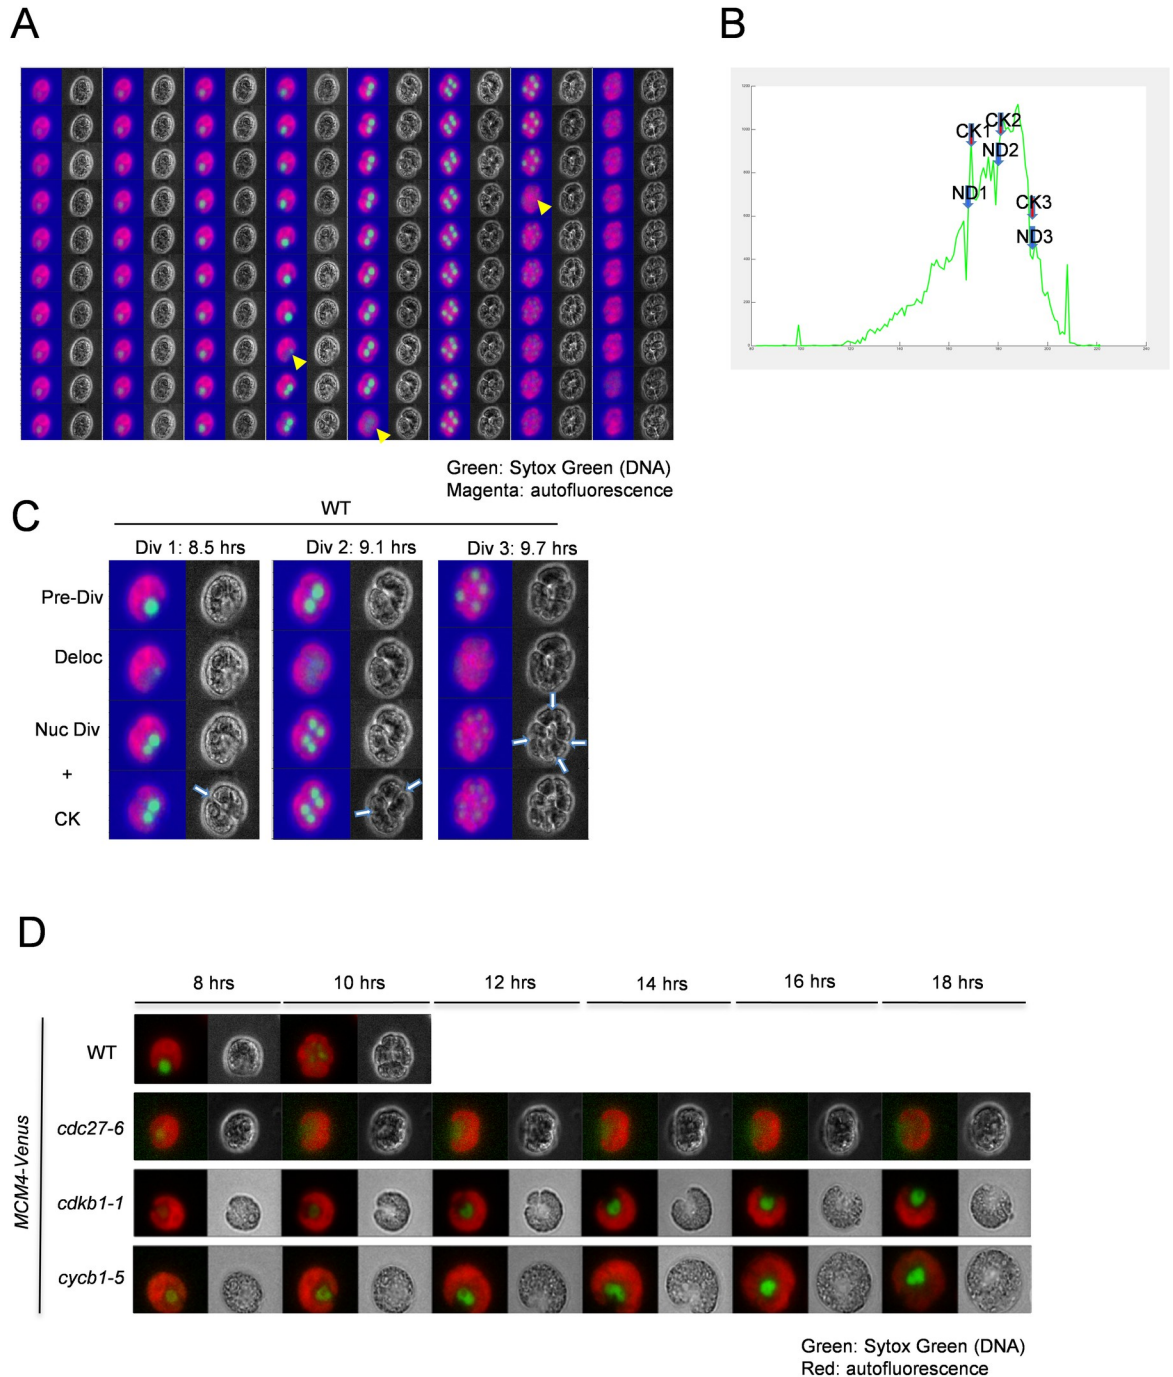 A
B
CK1
CK2
ND2
ND1
CK3
ND3
Green: Sytox Green (DNA)
Magenta: autofluorescence
C
WT
Div 1: 8.5 hrs
Div 2: 9.1 hrs
Div 3: 9.7 hrs
Pre-Div
Deloc
Nuc Div
+
CK
D
8 hrs
10 hrs
12 hrs
14 hrs
16 hrs
18 hrs
MCM4-Venus
WT
cdc27-6
cdkb1-1
cycb1-5
Green: Sytox Green (DNA)
Red: autofluorescence